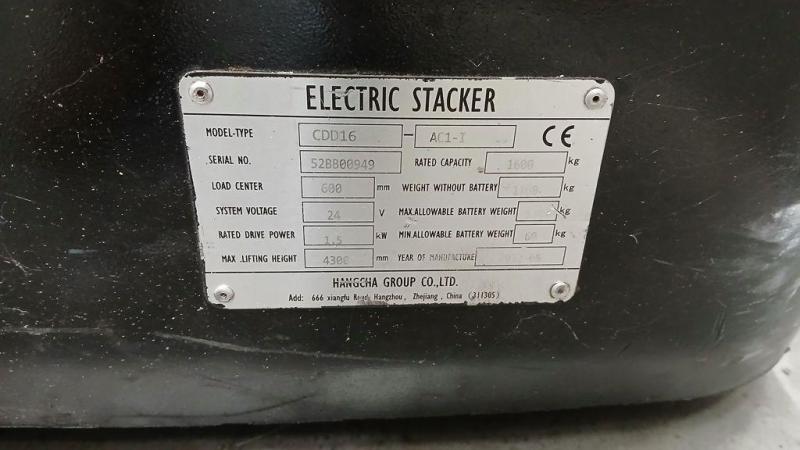 ELECTRIC STACKER
MODEL-TYPE CDD16 - AC1-I CE
SERIAL NO. 52BB00949 RATED CAPACITY 1600 kg
LOAD CENTER 600 mm WEIGHT WITHOUT BATTERY kg
SYSTEM VOLTAGE 24 V MAX.ALLOWABLE BATTERY WEIGHT kg
RATED DRIVE POWER 1.5 kW MIN.ALLOWABLE BATTERY WEIGHT 60 kg
MAX .LIFTING HEIGHT 4300 mm YEAR OF MANUFACTURE
HANGCHA GROUP CO.,LTD.
Add: 666 xiangfu Road, Hangzhou, Zhejiang, China (311305)